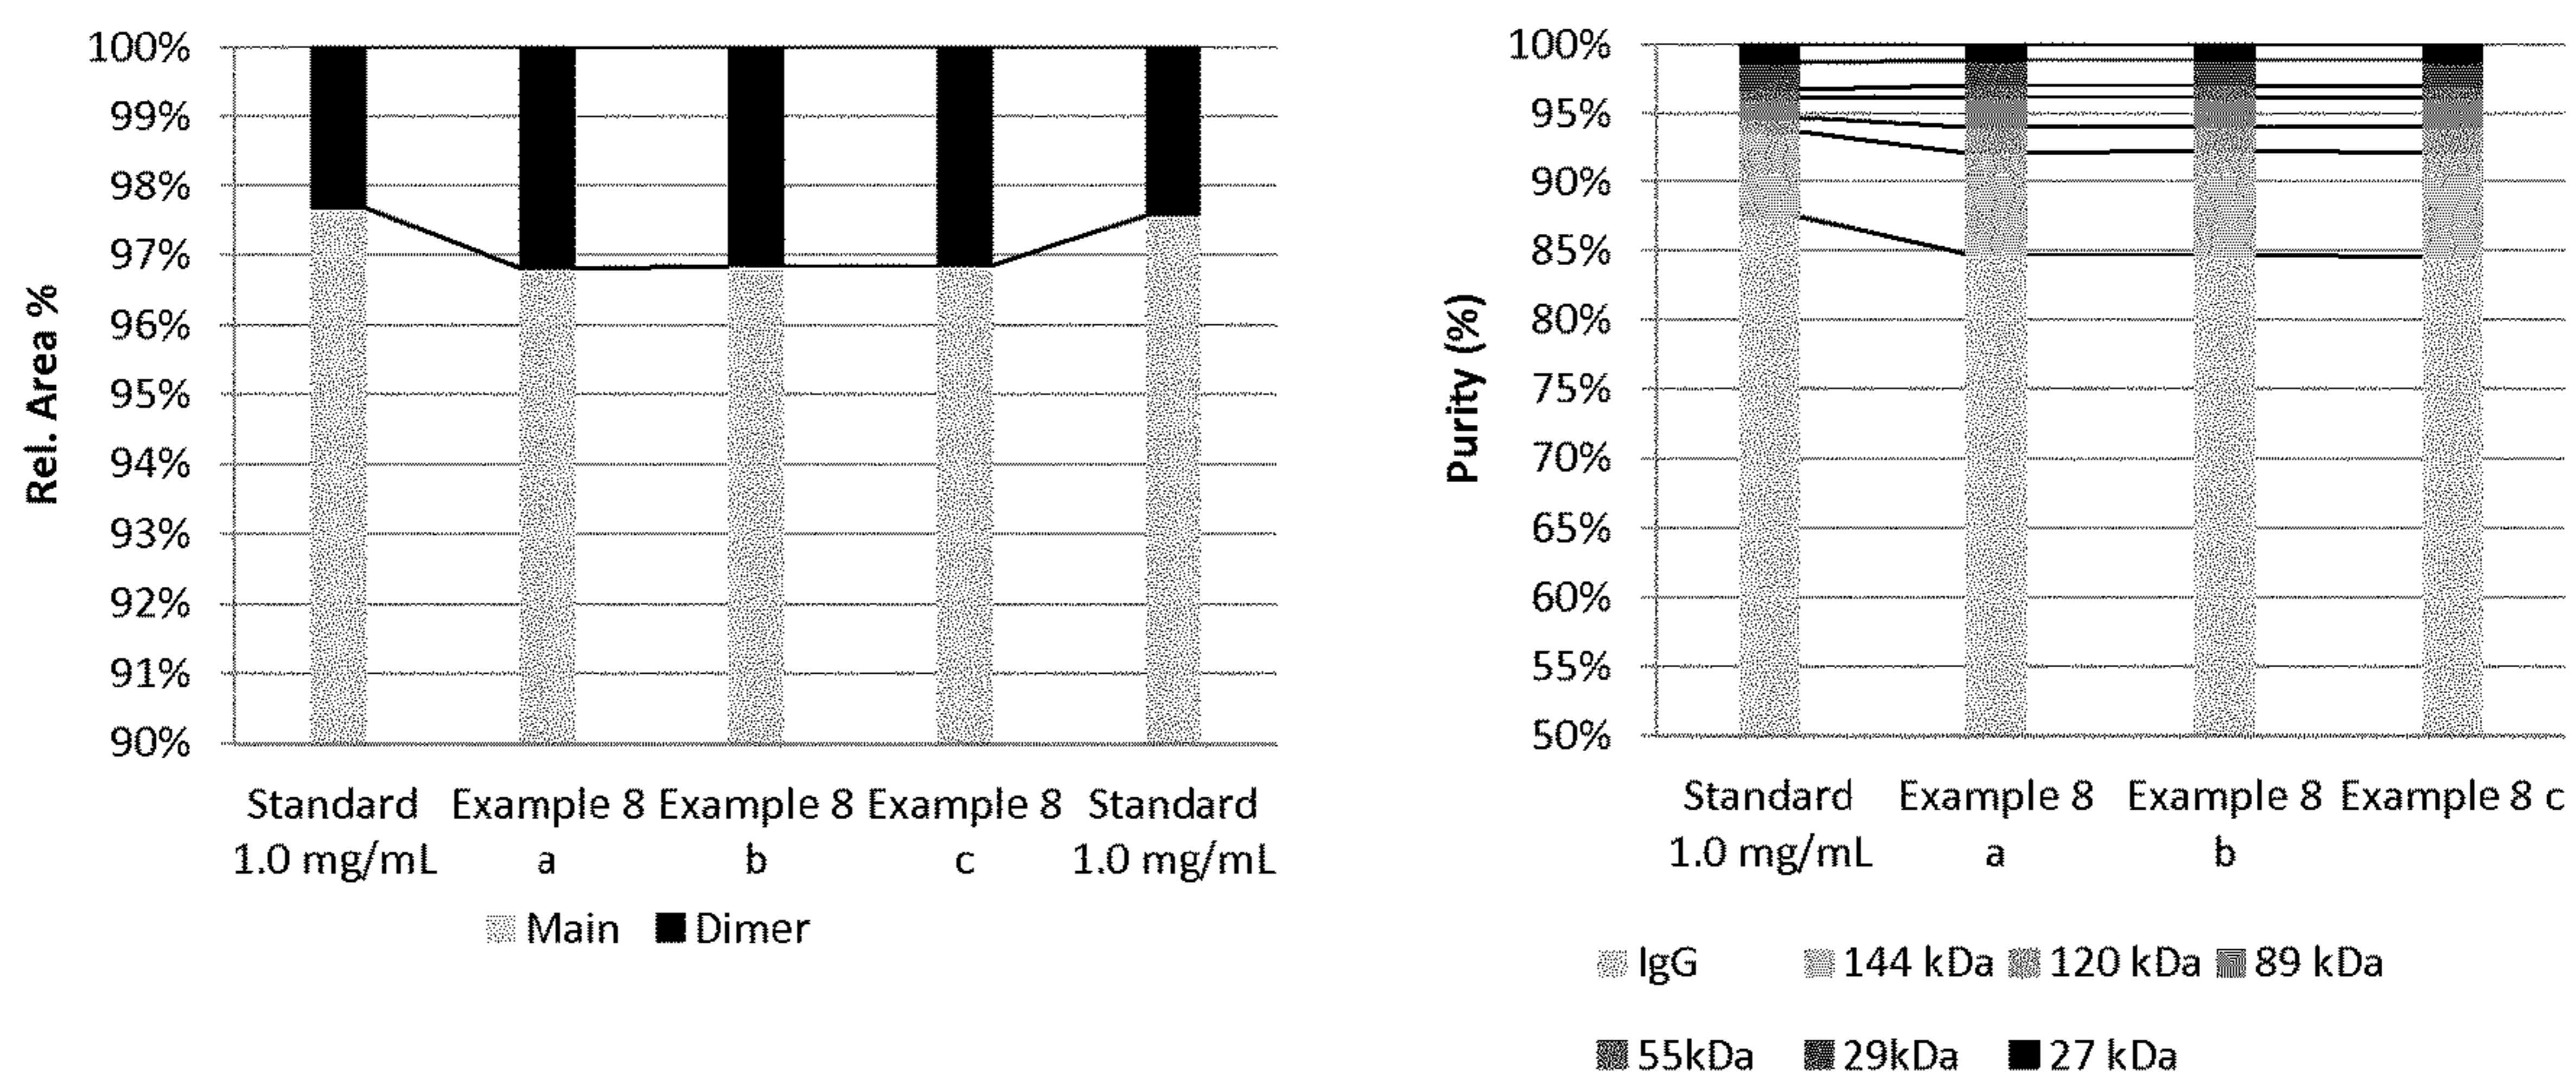 100%
99%
98%
97%
96%
95%
94%
93%
92%
91%
90%
Rel. Area %
Standard 1.0 mg/mL
Example 8 a
Example 8 b
Example 8 c
Standard 1.0 mg/mL
Main
Dimer
100%
95%
90%
85%
80%
75%
70%
65%
60%
55%
50%
Purity (%)
Standard 1.0 mg/mL
Example 8 a
Example 8 b
Example 8 c
IgG
144 kDa
120 kDa
89 kDa
55kDa
29kDa
27 kDa